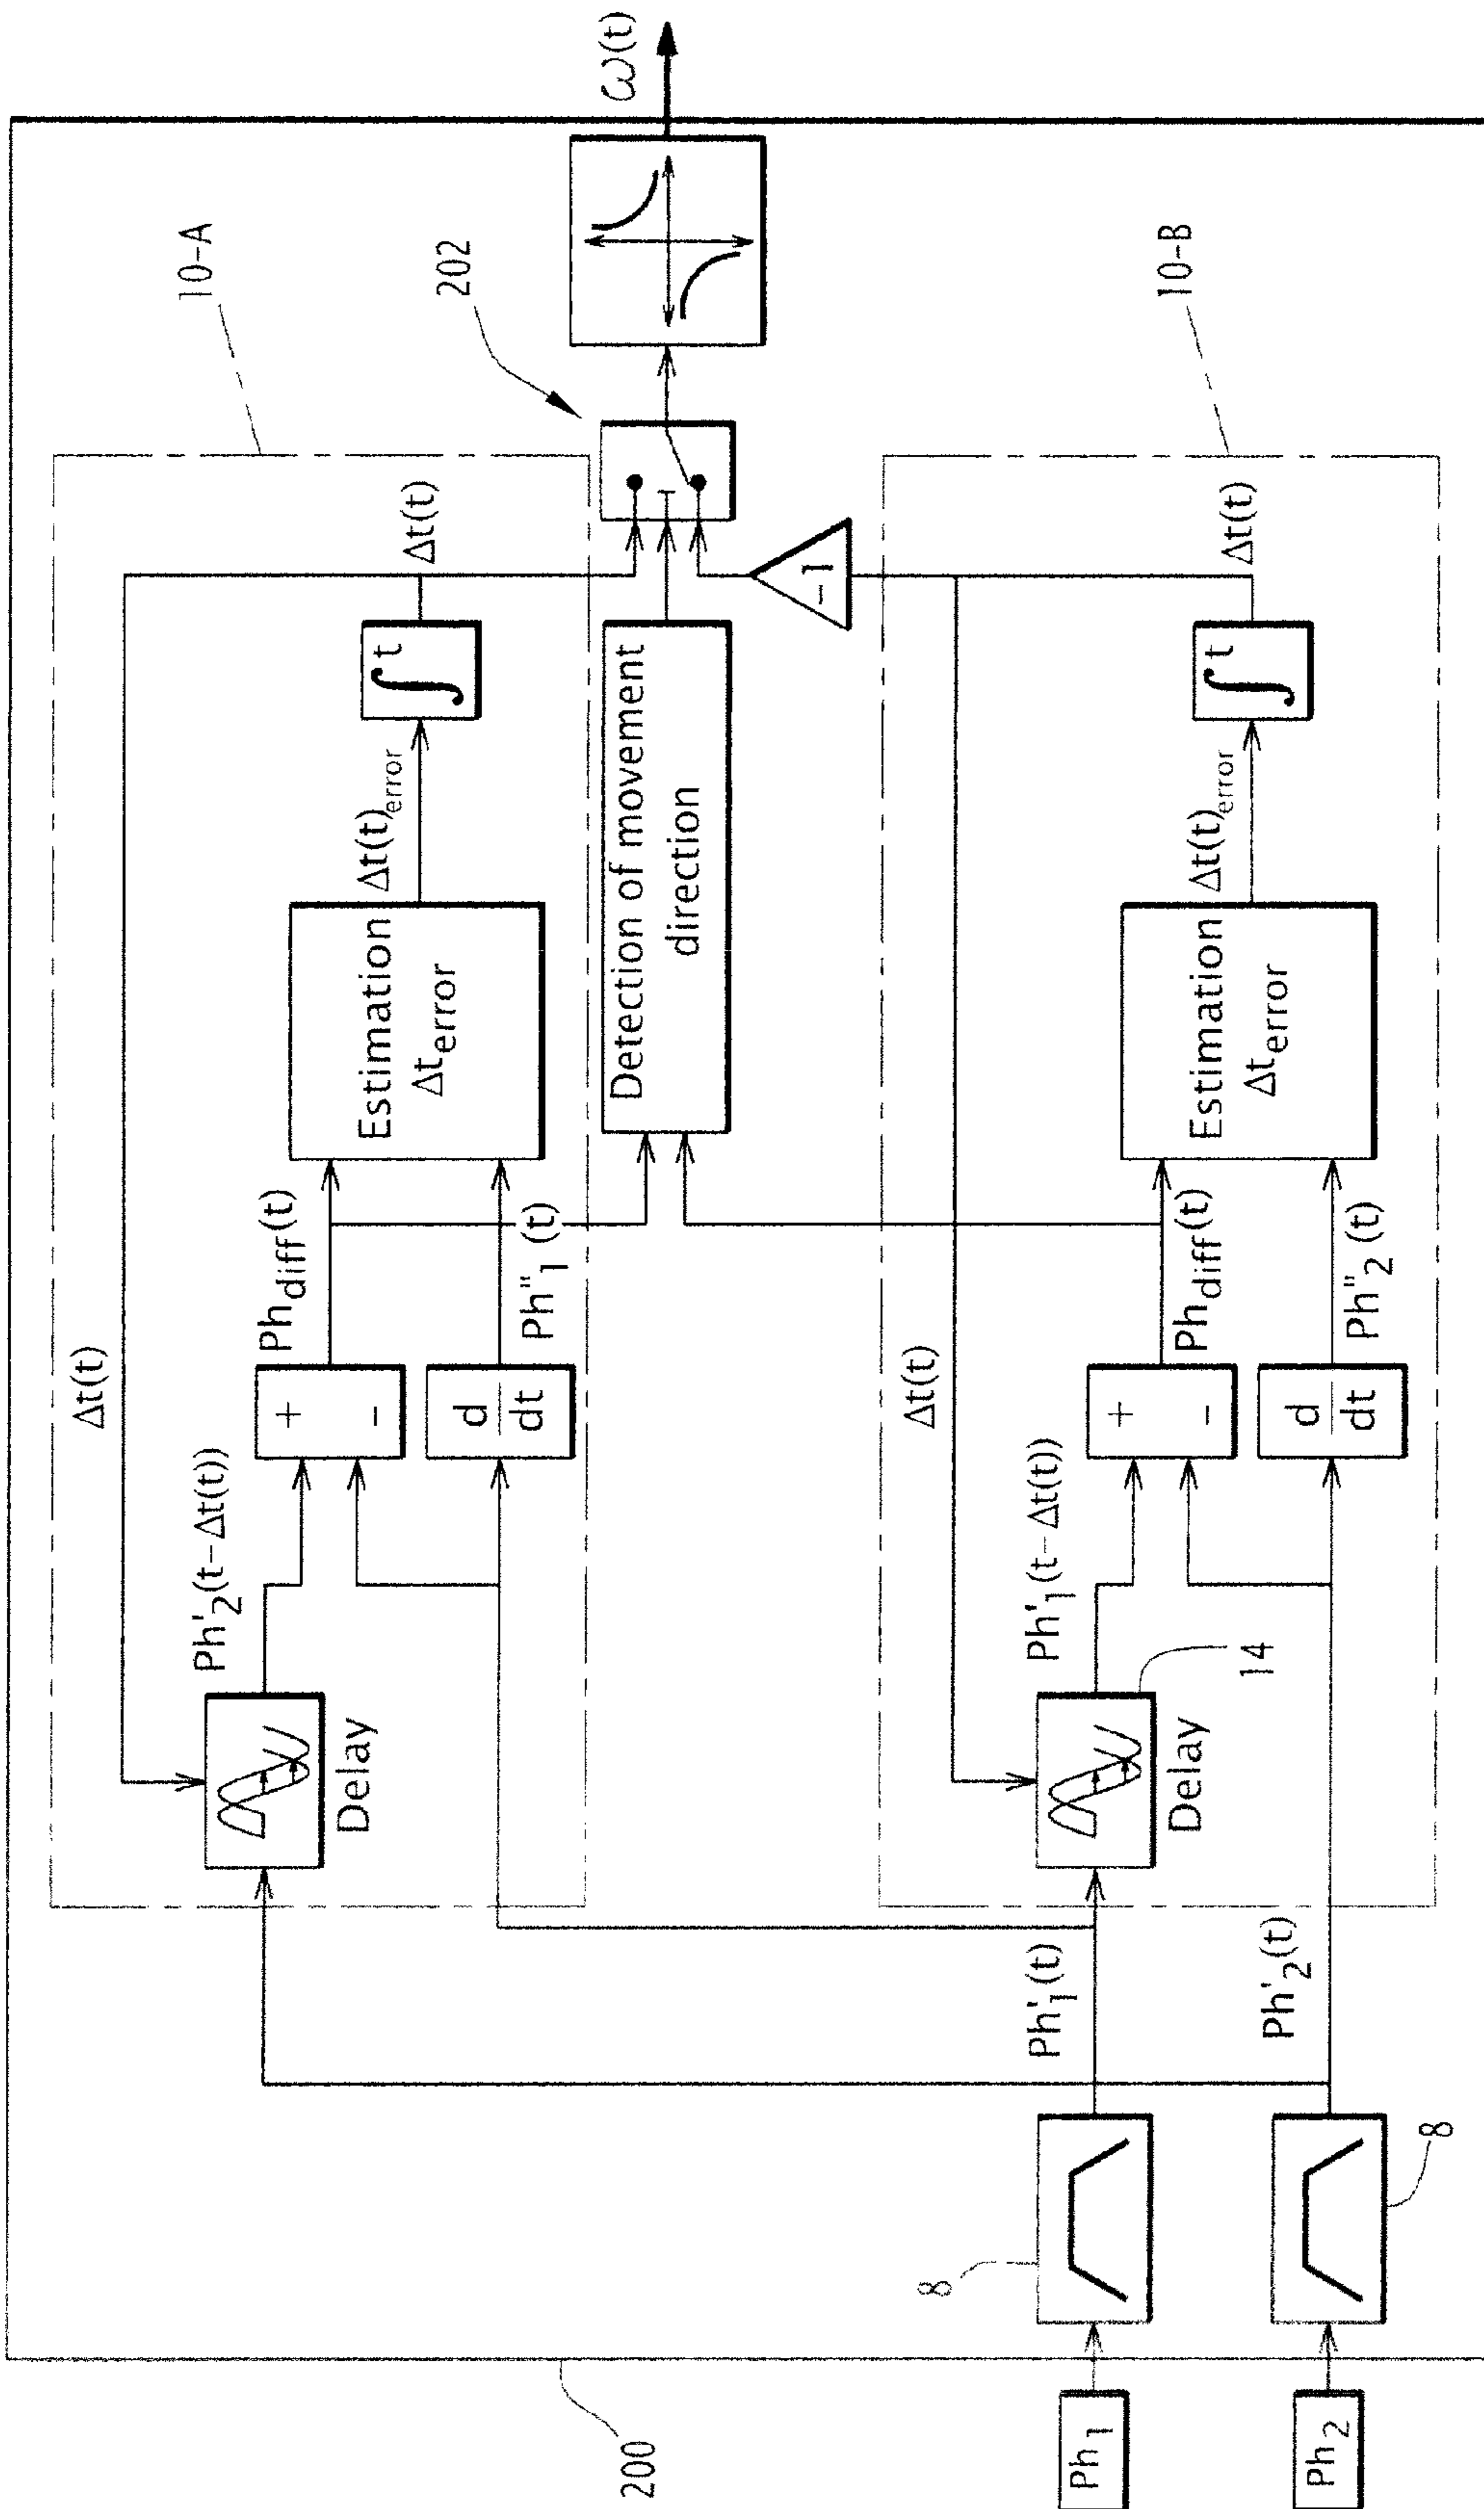 200
Ph1
Ph2
8
8
Ph'1(t)
Ph'2(t)
10-A
Δt(t)
Delay
Ph'2(t-Δt(t))
+
-
d
dt
Phdiff(t)
Ph"1(t)
Estimation
Δterror
Δt(t)error
∫t
Δt(t)
Detection of movement
direction
202
-1
ω(t)
10-B
Δt(t)
Delay
14
Ph'1(t-Δt(t))
+
-
d
dt
Phdiff(t)
Ph"2(t)
Estimation
Δterror
Δt(t)error
∫t
Δt(t)